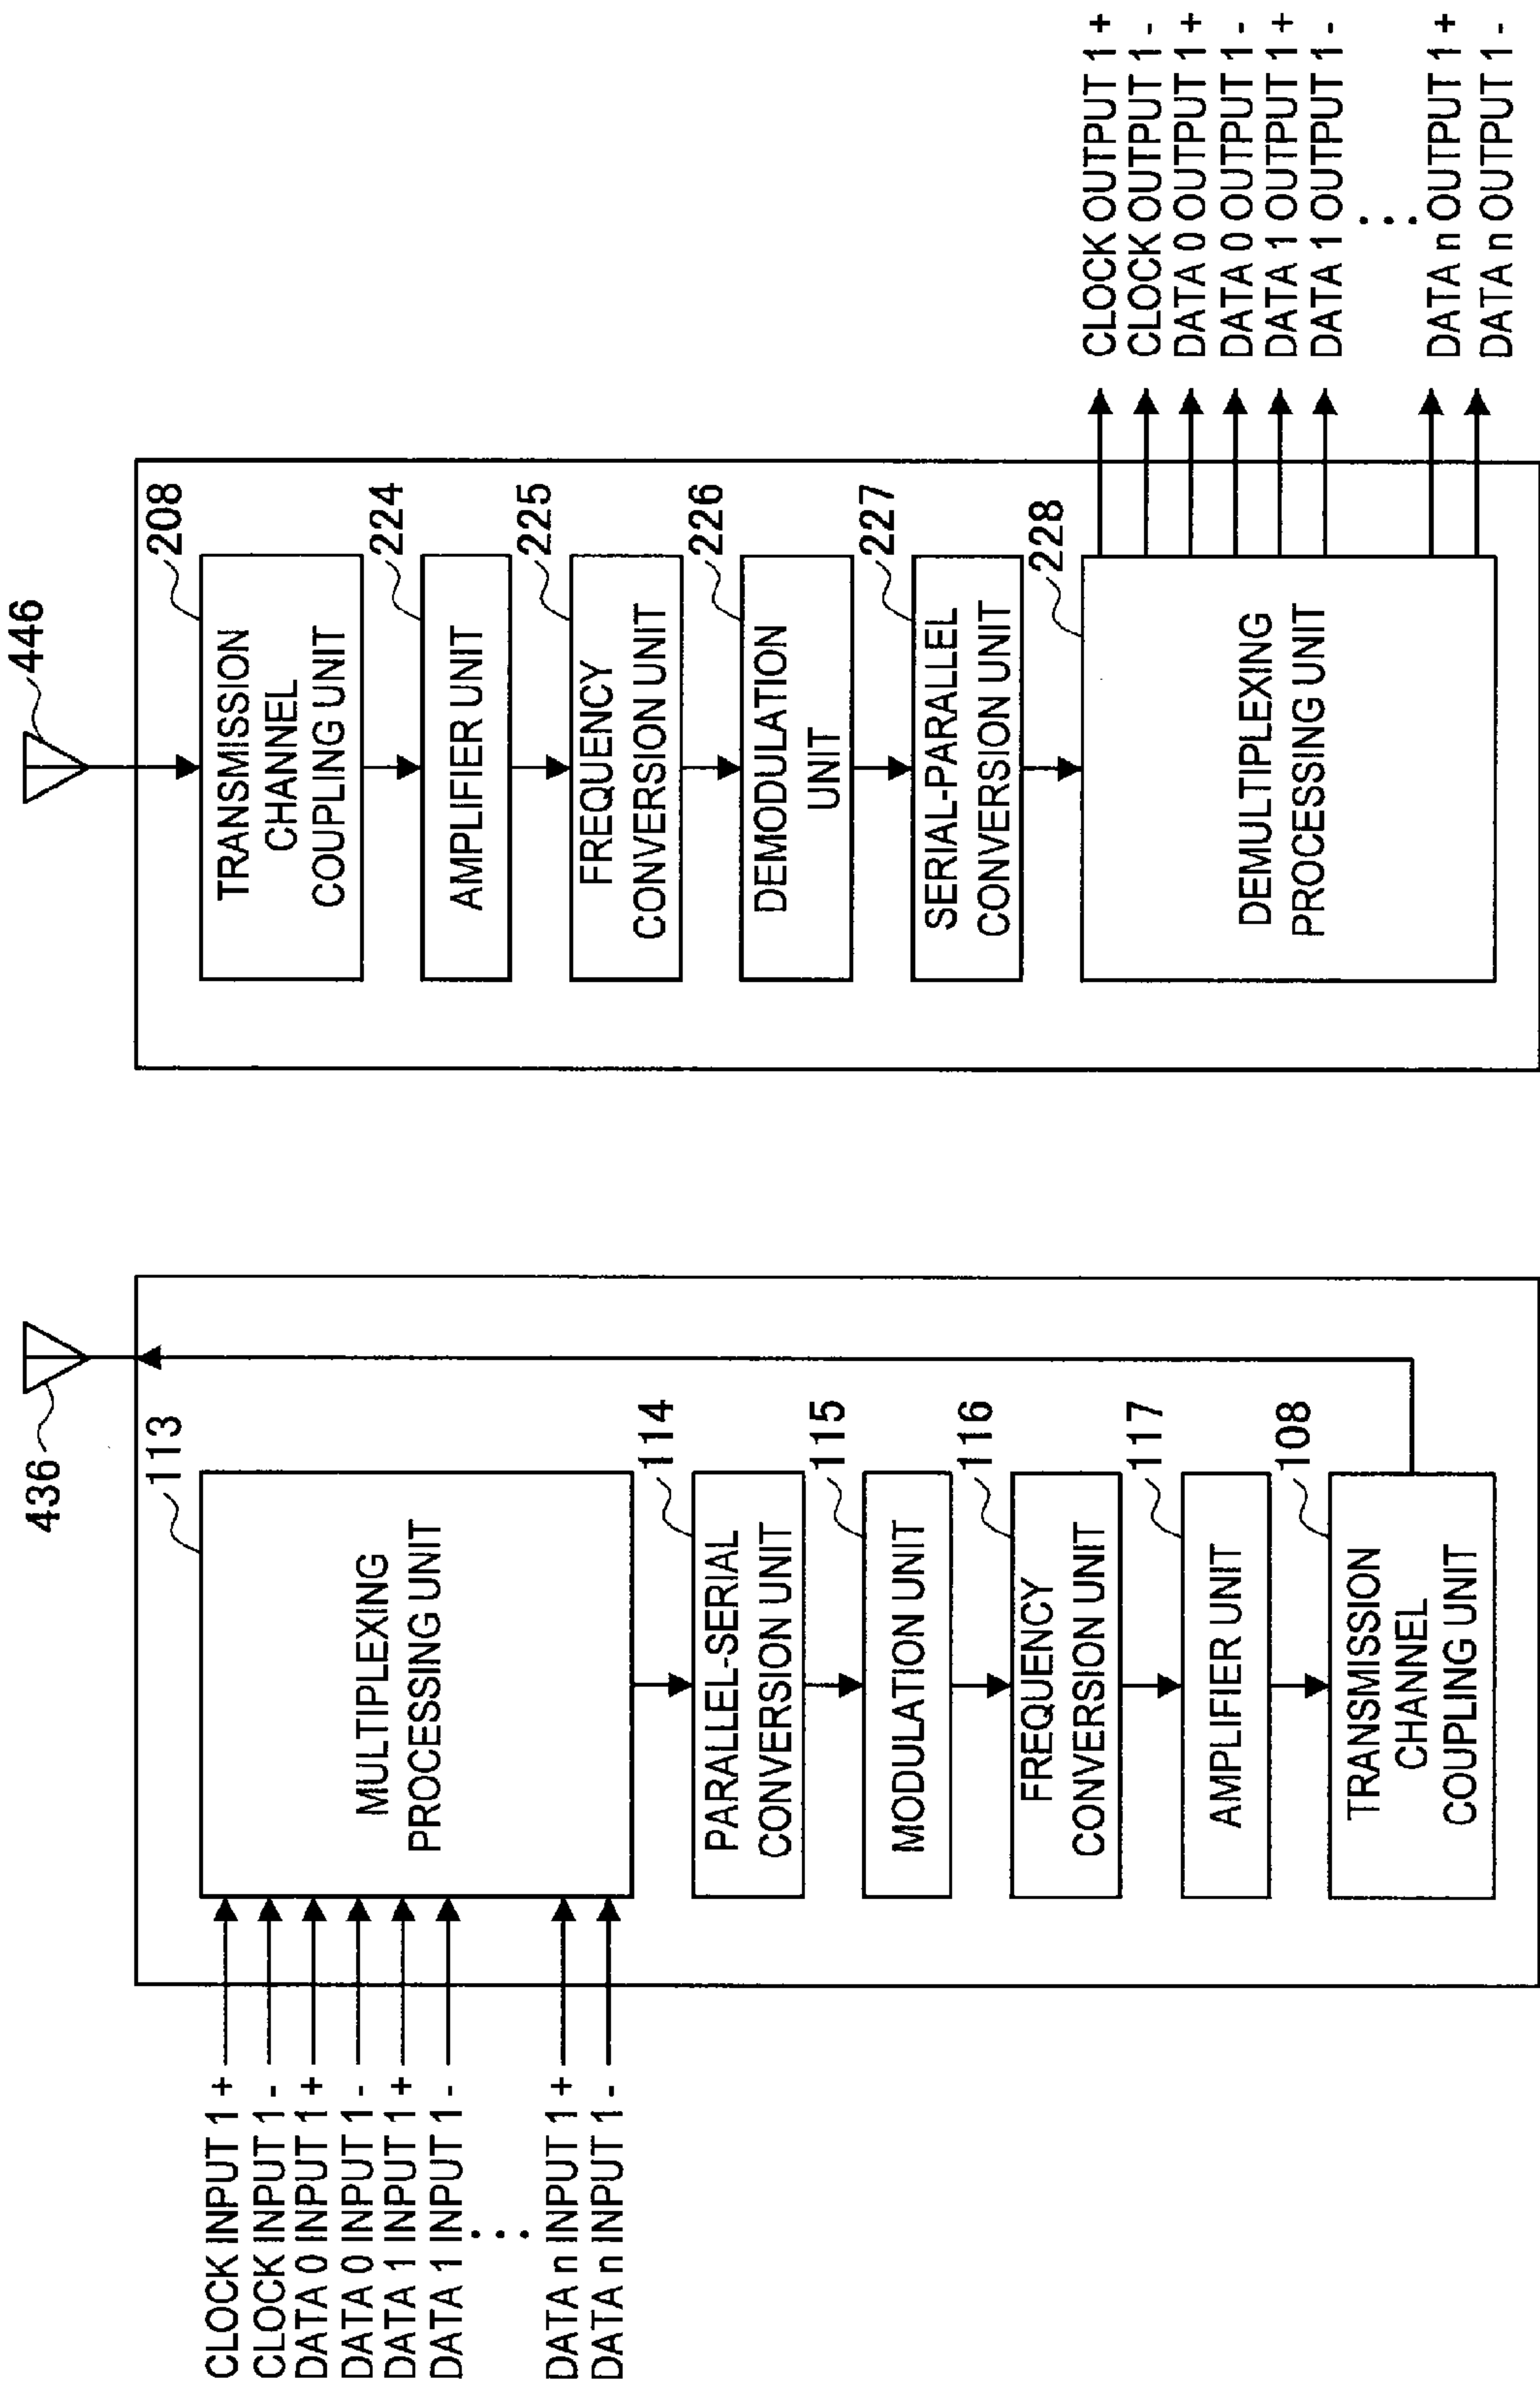 436
113
CLOCK INPUT 1 +
CLOCK INPUT 1 -
DATA 0 INPUT 1 +
DATA 0 INPUT 1 -
DATA 1 INPUT 1 +
DATA 1 INPUT 1 -
...
DATA n INPUT 1 +
DATA n INPUT 1 -
MULTIPLEXING
PROCESSING UNIT
114
PARALLEL-SERIAL
CONVERSION UNIT
115
MODULATION UNIT
116
FREQUENCY
CONVERSION UNIT
117
AMPLIFIER UNIT
108
TRANSMISSION
CHANNEL
COUPLING UNIT
446
208
TRANSMISSION
CHANNEL
COUPLING UNIT
224
AMPLIFIER UNIT
225
FREQUENCY
CONVERSION UNIT
226
DEMODULATION
UNIT
227
SERIAL-PARALLEL
CONVERSION UNIT
228
DEMULTIPLEXING
PROCESSING UNIT
CLOCK OUTPUT 1 +
CLOCK OUTPUT 1 -
DATA 0 OUTPUT 1 +
DATA 0 OUTPUT 1 -
DATA 1 OUTPUT 1 +
DATA 1 OUTPUT 1 -
...
DATA n OUTPUT 1 +
DATA n OUTPUT 1 -